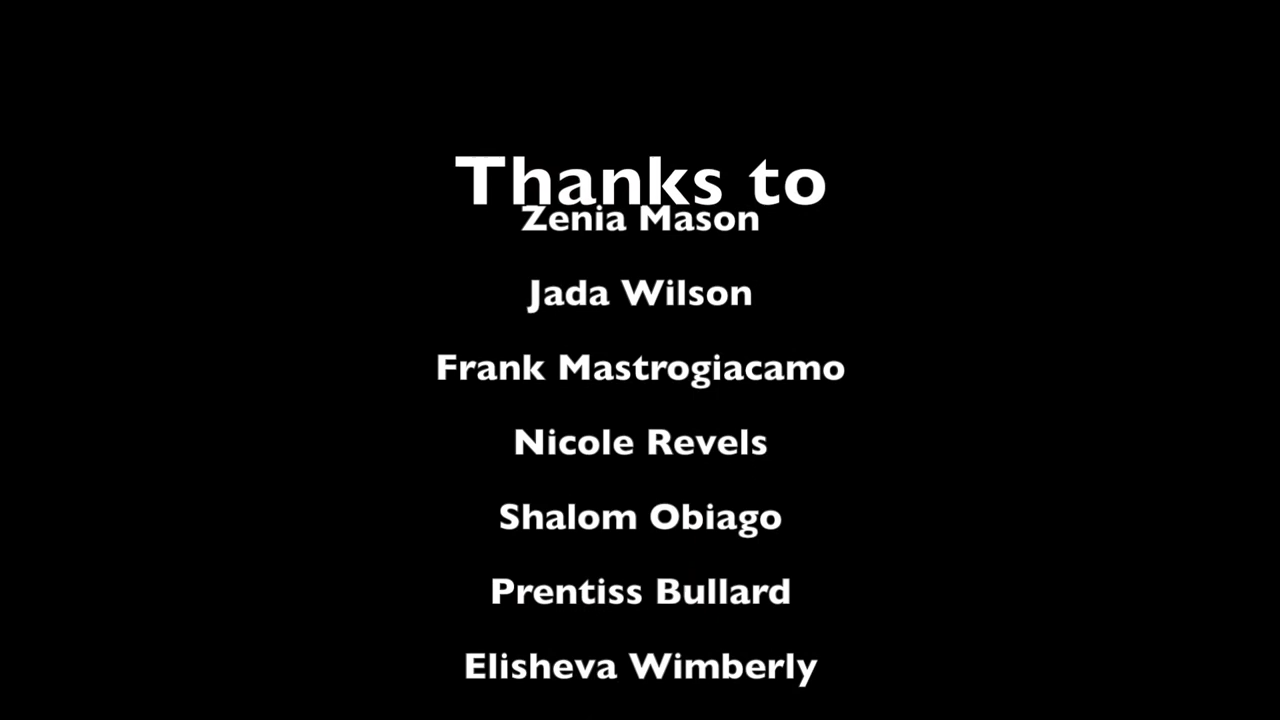 Thanks to
Zenia Mason
Jada Wilson
Frank Mastrogiacamo
Nicole Revels
Shalom Obiago
Prentiss Bullard
Elisheva Wimberly